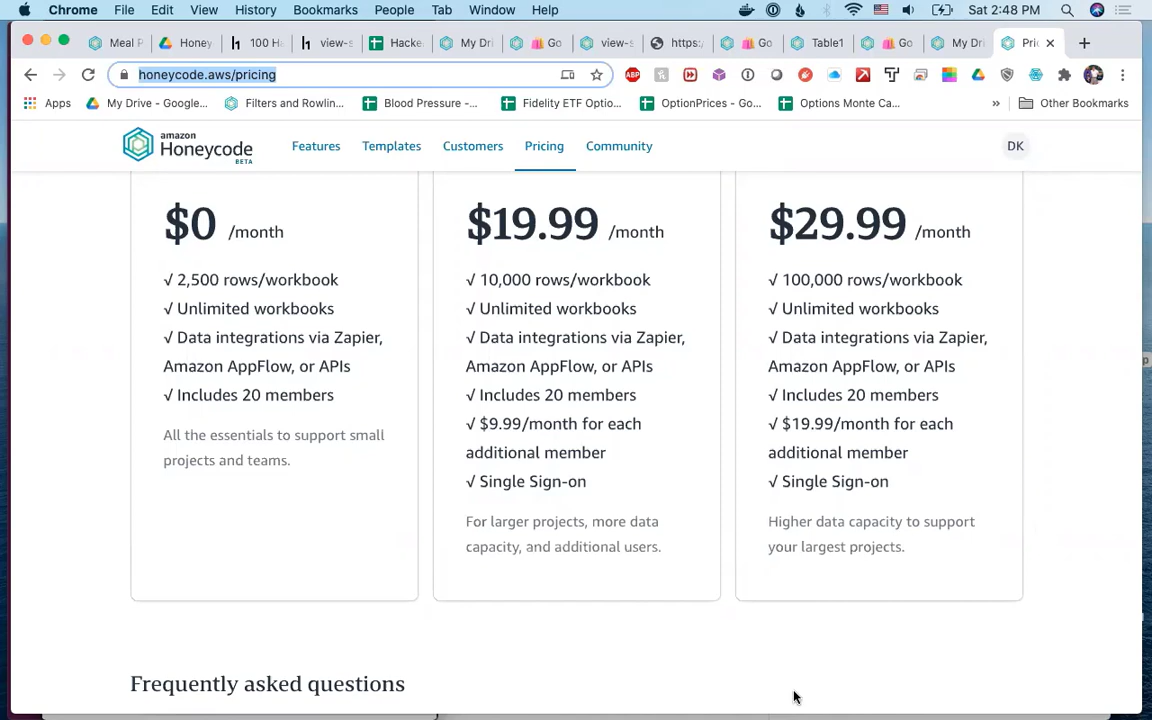 Chrome File Edit View History Bookmarks People Tab Window Help Sat 2:48 PM
Meal P Honey 100 H view-s Hacke My Dri Go view-s https: Go Table1 Go My Dri Pric
honeycode.aws/pricing
ABP
Apps My Drive - Google... Filters and Rowlin... Blood Pressure -... Fidelity ETF Optio... OptionPrices - Go... Options Monte Ca... » Other Bookmarks
amazon
Honeycode
BETA
Features Templates Customers Pricing Community DK
$0 /month
√ 2,500 rows/workbook
√ Unlimited workbooks
√ Data integrations via Zapier,
Amazon AppFlow, or APIs
√ Includes 20 members
All the essentials to support small
projects and teams.
$19.99 /month
√ 10,000 rows/workbook
√ Unlimited workbooks
√ Data integrations via Zapier,
Amazon AppFlow, or APIs
√ Includes 20 members
√ $9.99/month for each
additional member
√ Single Sign-on
For larger projects, more data
capacity, and additional users.
$29.99 /month
√ 100,000 rows/workbook
√ Unlimited workbooks
√ Data integrations via Zapier,
Amazon AppFlow, or APIs
√ Includes 20 members
√ $19.99/month for each
additional member
√ Single Sign-on
Higher data capacity to support
your largest projects.
Frequently asked questions